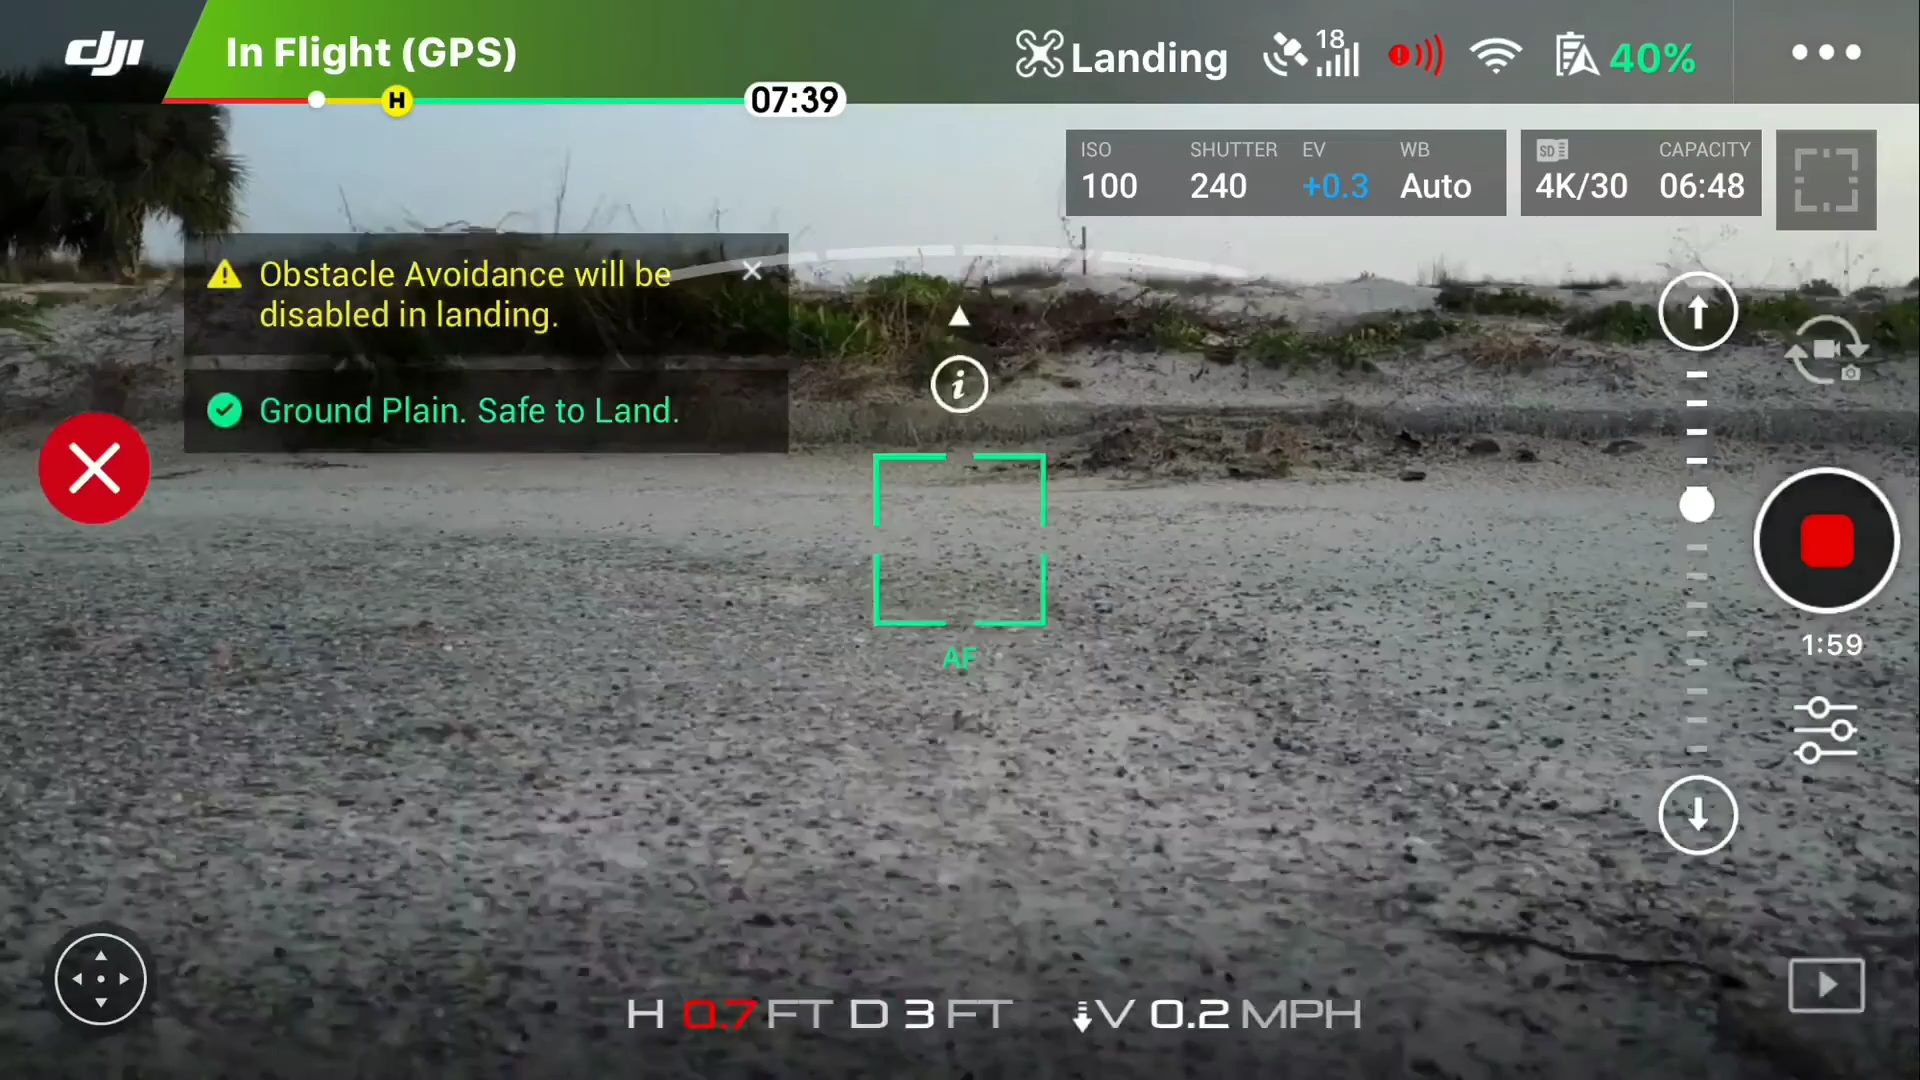 dji
In Flight (GPS)
Landing
18
40%
H
07:39
ISO SHUTTER EV WB
100 240 +0.3 Auto
SD CAPACITY
4K/30 06:48
Obstacle Avoidance will be
disabled in landing.
Ground Plain. Safe to Land.
i
AF
1:59
H 0.7 FT D 3 FT V 0.2 MPH